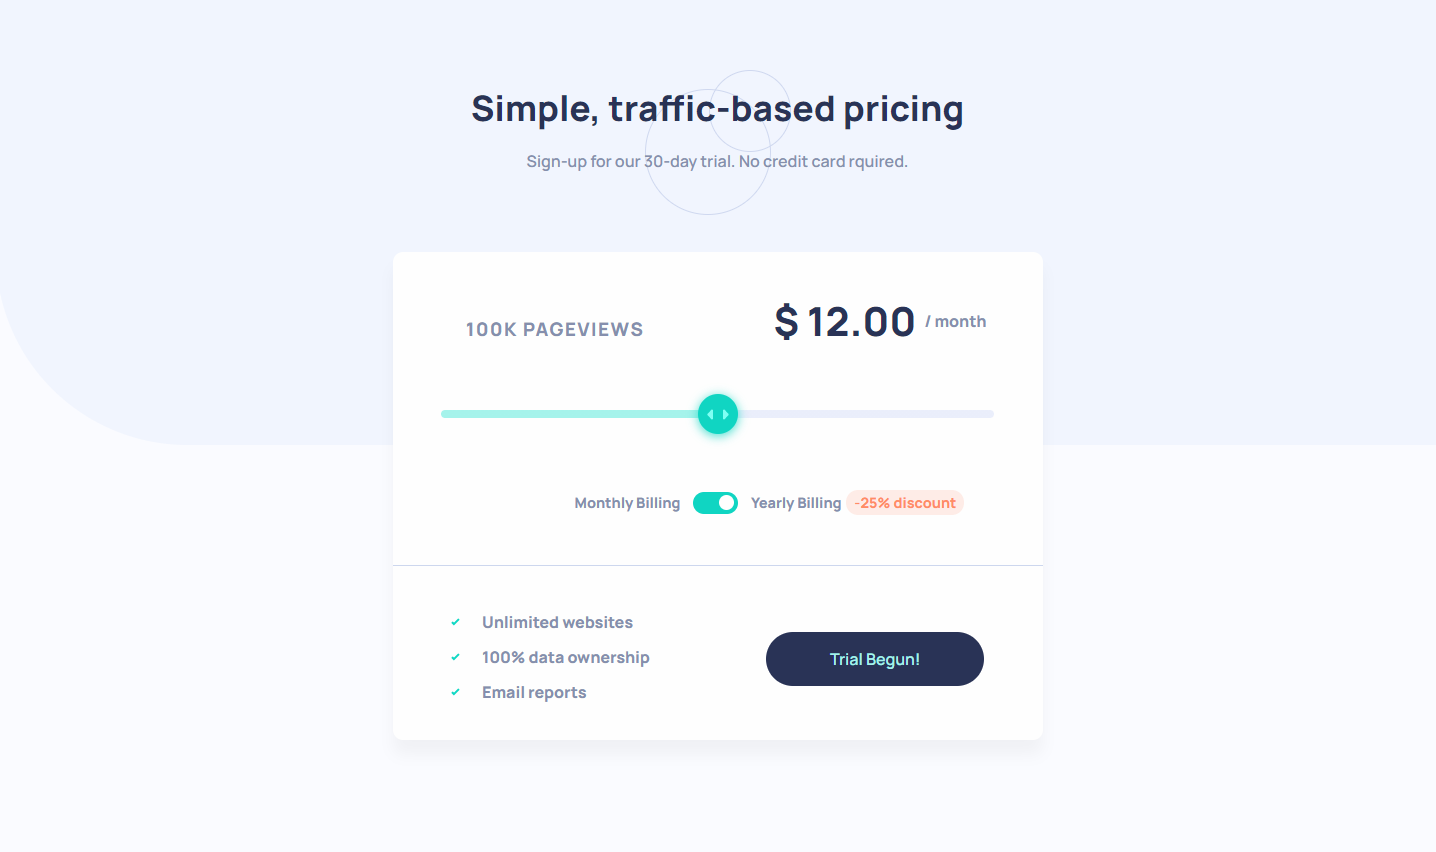 Simple, traffic-based pricing
Sign-up for our 30-day trial. No credit card rquired.
100K PAGEVIEWS
$ 12.00 / month
Monthly Billing Yearly Billing -25% discount
Unlimited websites
100% data ownership
Email reports
Trial Begun!